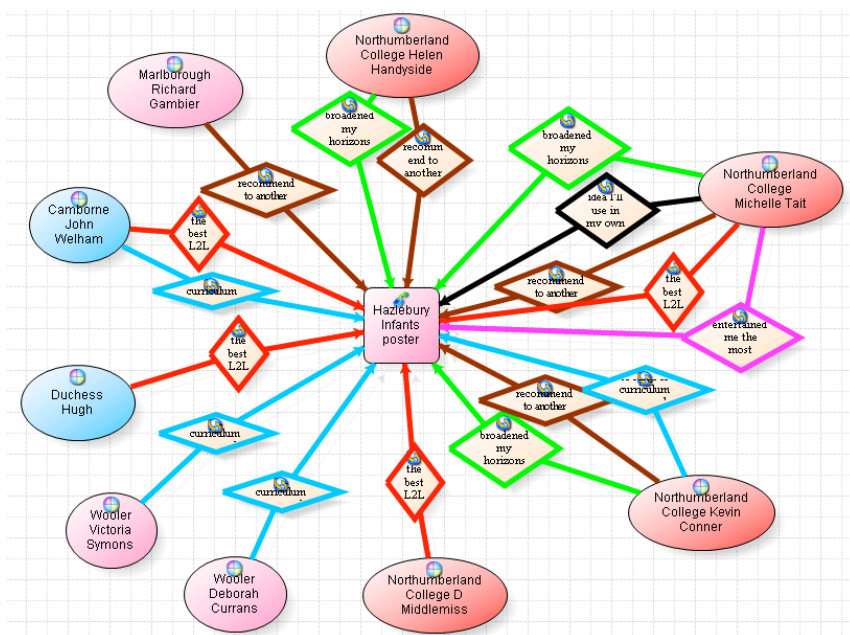 Northumberland
College Helen
Handyside
Marlborough
Richard
Gambier
broadened
my
horizons
recomm
end to
another
broadened
my
horizons
Northumberland
College
Michelle Tait
idea I'll
use in
my own
recommend
to another
Camborne
John
Welham
the
best
L2L
curriculum
recommend
to another
the
best
L2L
Hazlebury
Infants
poster
entertained
me the
most
the
best
L2L
Duchess
Hugh
curriculum
recommend
to another
curriculum
broadened
my
horizons
curriculum
the
best
L2L
Northumberland
College Kevin
Conner
Wooler
Victoria
Symons
Wooler
Deborah
Currans
Northumberland
College D
Middlemiss